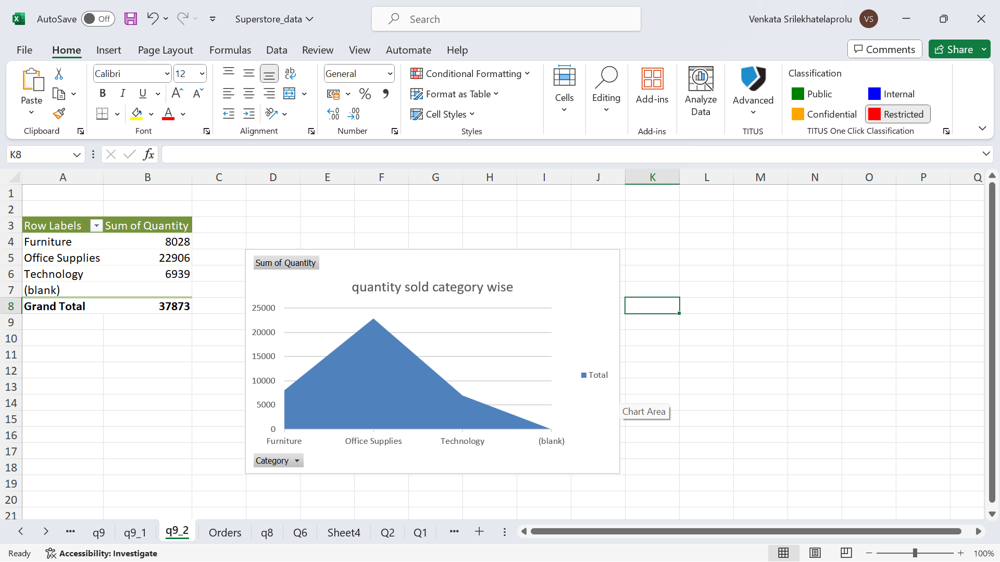 AutoSave Off Superstore_data Search Venkata Srilekhatelaprolu VS
File Home Insert Page Layout Formulas Data Review View Automate Help Comments Share
Paste
Clipboard
Calibri 12
B I U
Font
ab
Alignment
General
Number
Conditional Formatting
Format as Table
Cell Styles
Styles
Cells
Editing
Add-ins
Add-ins
Analyze
Data
Advanced
TITUS
Classification
Public Internal
Confidential Restricted
TITUS One Click Classification
K8 fx
A B C D E F G H I J K L M N O P Q
1
2
3 Row Labels Sum of Quantity
4 Furniture 8028
5 Office Supplies 22906
6 Technology 6939
7 (blank)
8 Grand Total 37873
9
10
11
12
13
14
15
16
17
18
19
20
21
Sum of Quantity
quantity sold category wise
25000
20000
15000
10000
5000
0
Furniture Office Supplies Technology (blank)
Total
Chart Area
Category
q9 q9_1 q9_2 Orders q8 Q6 Sheet4 Q2 Q1
Ready Accessibility: Investigate 100%